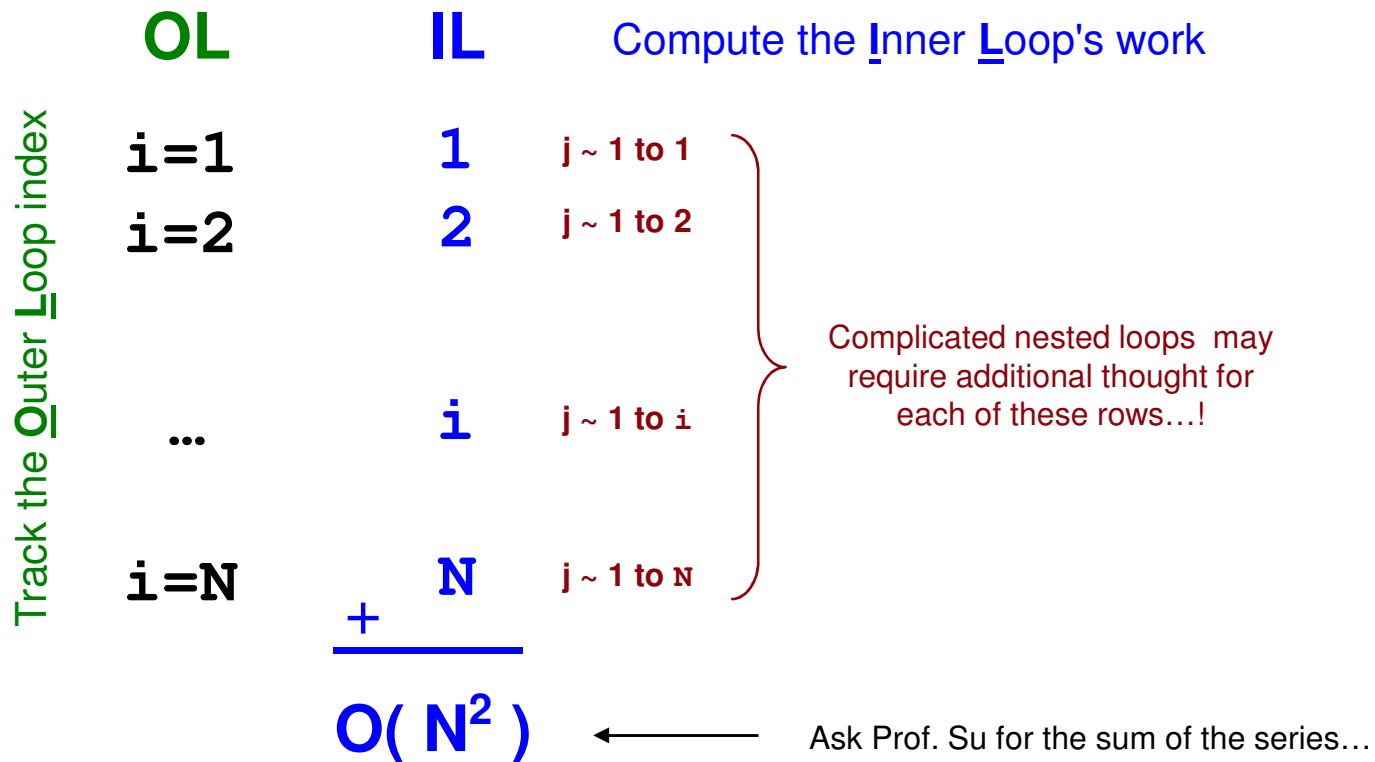 OL IL Compute the Inner Loop's work
Track the Outer Loop index
i=1 1 j ~ 1 to 1
i=2 2 j ~ 1 to 2
… i j ~ 1 to i
i=N N j ~ 1 to N
+
Complicated nested loops may
require additional thought for
each of these rows…!
O( N² ) Ask Prof. Su for the sum of the series…